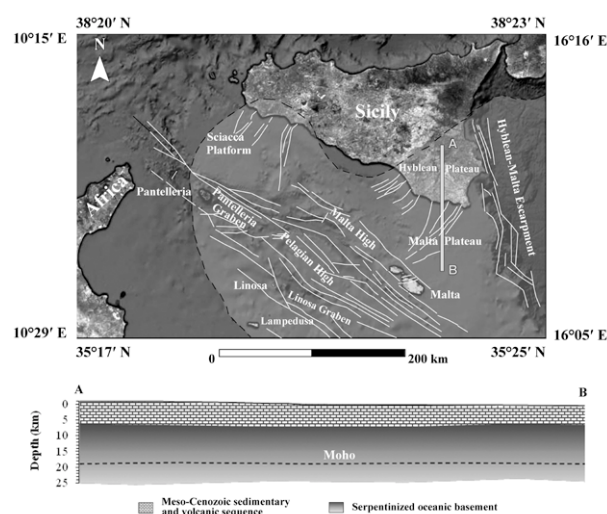 38°20′ N
38°23′ N
10°15′ E
16°16′ E
N
Sicily
Sciacca
Platform
A
Hyblean Plateau
Hyblean-Malta Escarpment
Africa
Pantelleria
Pantelleria
Graben
Malta High
Pelagian High
Malta Plateau
B
Linosa
Linosa Graben
Malta
Lampedusa
10°29′ E
16°05′ E
35°17′ N
35°25′ N
0
200 km
A
B
Depth (km)
0
5
10
15
20
25
Moho
Meso-Cenozoic sedimentary
and volcanic sequence
Serpentinized oceanic basement